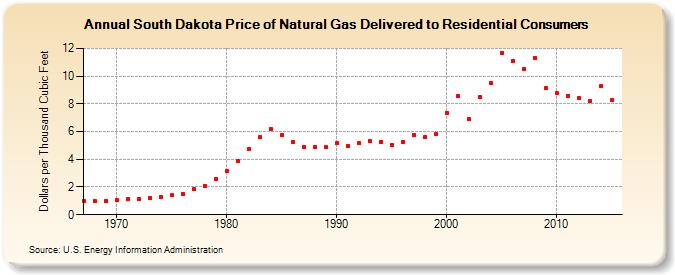 Annual South Dakota Price of Natural Gas Delivered to Residential Consumers
Dollars per Thousand Cubic Feet
12
10
8
6
4
2
0
1970 1980 1990 2000 2010
Source: U.S. Energy Information Administration